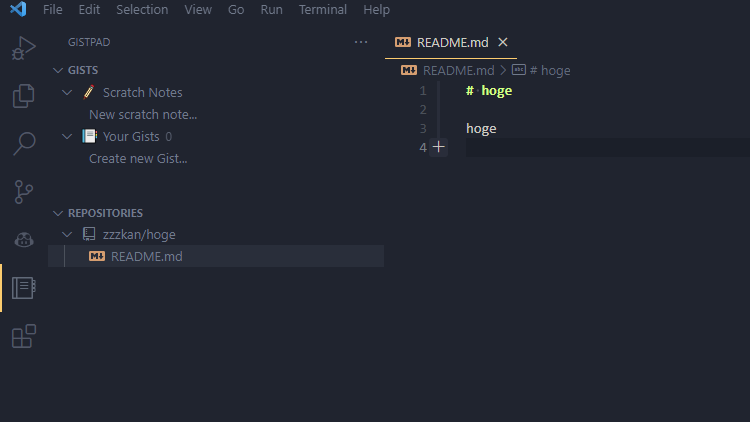 File Edit Selection Views Go Run Terminal Help
GISTPAD ...
GISTS
Scratch Notes
New scratch note...
Your Gists 0
Create new Gist...
REPOSITORIES
zzzkan/hoge
README.md
README.md
README.md > # hoge
1 # hoge
2
3 hoge
4